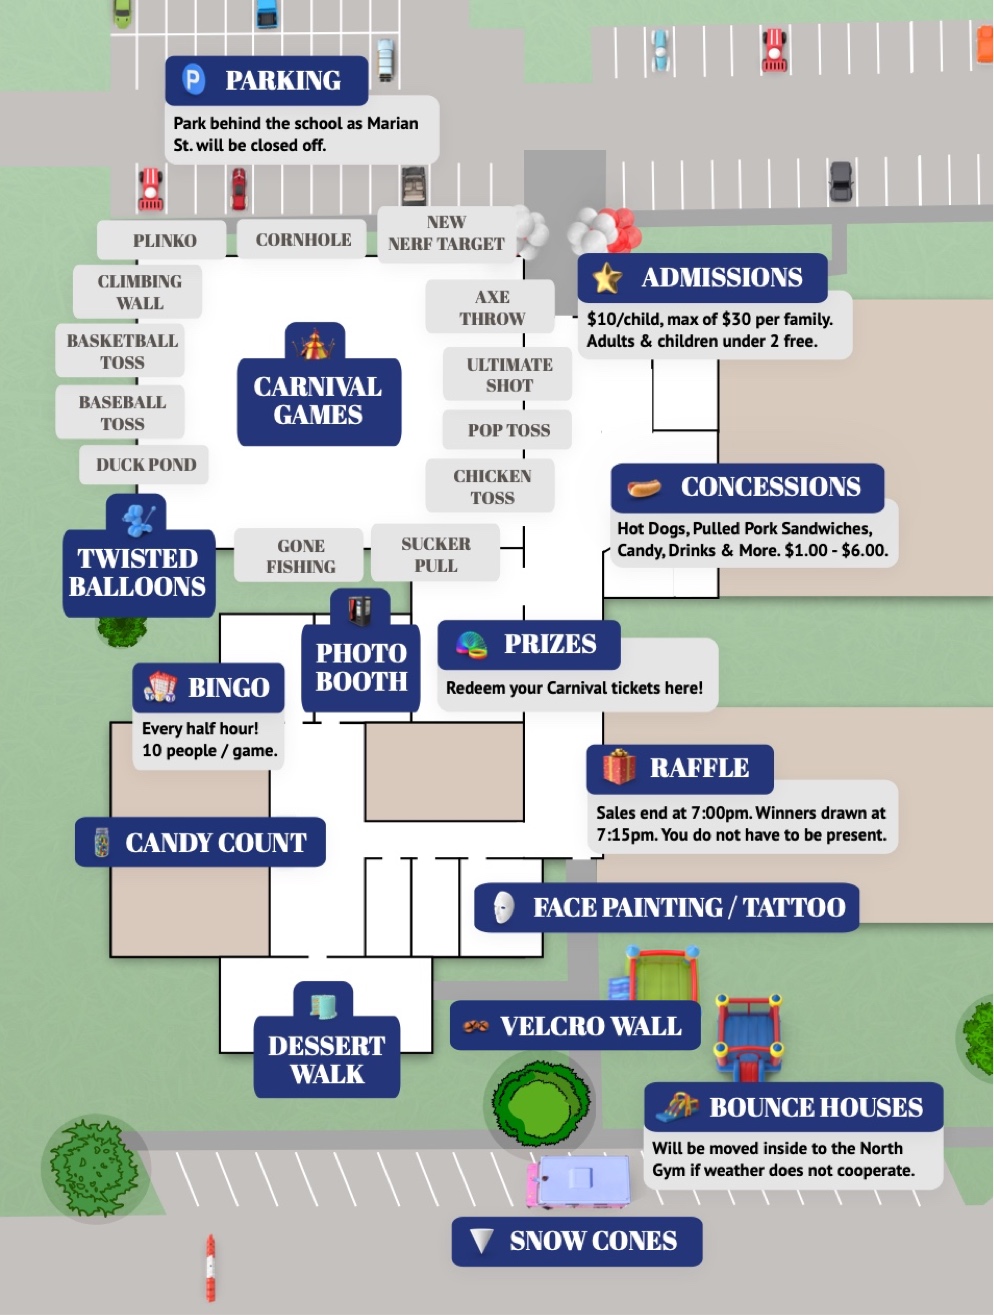 P PARKING
Park behind the school as Marian
St. will be closed off.
PLINKO
CORNHOLE
NEW
NERF TARGET
CLIMBING
WALL
BASKETBALL
TOSS
BASEBALL
TOSS
DUCK POND
CARNIVAL
GAMES
AXE
THROW
ULTIMATE
SHOT
POP TOSS
CHICKEN
TOSS
ADMISSIONS
$10/child, max of $30 per family.
Adults & children under 2 free.
CONCESSIONS
Hot Dogs, Pulled Pork Sandwiches,
Candy, Drinks & More. $1.00 - $6.00.
TWISTED
BALLOONS
GONE
FISHING
SUCKER
PULL
PHOTO
BOOTH
PRIZES
Redeem your Carnival tickets here!
BINGO
Every half hour!
10 people / game.
RAFFLE
Sales end at 7:00pm. Winners drawn at
7:15pm. You do not have to be present.
CANDY COUNT
FACE PAINTING / TATTOO
VELCRO WALL
DESSERT
WALK
BOUNCE HOUSES
Will be moved inside to the North
Gym if weather does not cooperate.
SNOW CONES